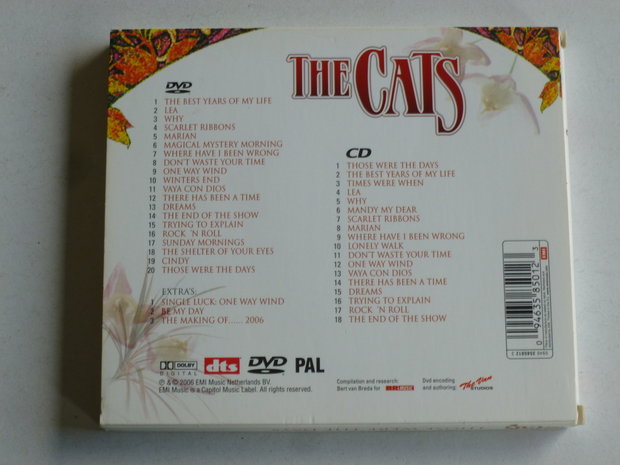 THE CATS
DVD
1 THE BEST YEARS OF MY LIFE
2 LEA
3 WHY
4 SCARLET RIBBONS
5 MARIAN
6 MAGICAL MYSTERY MORNING
7 WHERE HAVE I BEEN WRONG
8 DON'T WASTE YOUR TIME
9 ONE WAY WIND
10 WINTERS END
11 VAYA CON DIOS
12 THERE HAS BEEN A TIME
13 DREAMS
14 THE END OF THE SHOW
15 TRYING TO EXPLAIN
16 ROCK 'N ROLL
17 SUNDAY MORNINGS
18 THE SHELTER OF YOUR EYES
19 CINDY
20 THOSE WERE THE DAYS
EXTRA'S:
1 SINGLE LUCK: ONE WAY WIND
2 BE MY DAY
3 THE MAKING OF...... 2006
CD
1 THOSE WERE THE DAYS
2 THE BEST YEARS OF MY LIFE
3 TIMES WERE WHEN
4 LEA
5 WHY
6 MANDY MY DEAR
7 SCARLET RIBBONS
8 MARIAN
9 WHERE HAVE I BEEN WRONG
10 LONELY WALK
11 DON'T WASTE YOUR TIME
12 ONE WAY WIND
13 VAYA CON DIOS
14 THERE HAS BEEN A TIME
15 DREAMS
16 TRYING TO EXPLAIN
17 ROCK 'N ROLL
18 THE END OF THE SHOW
EMI
0 94635 85012 3
DOLBY
DIGITAL
dts
DVD
PAL
℗ & © 2006 EMI Music Netherlands BV.
EMI Music is a Capitol Music Label. All rights reserved.
Compilation and research:
Bert van Breda for
MUSIC
DVD encoding
and authoring
The Van
STUDIOS